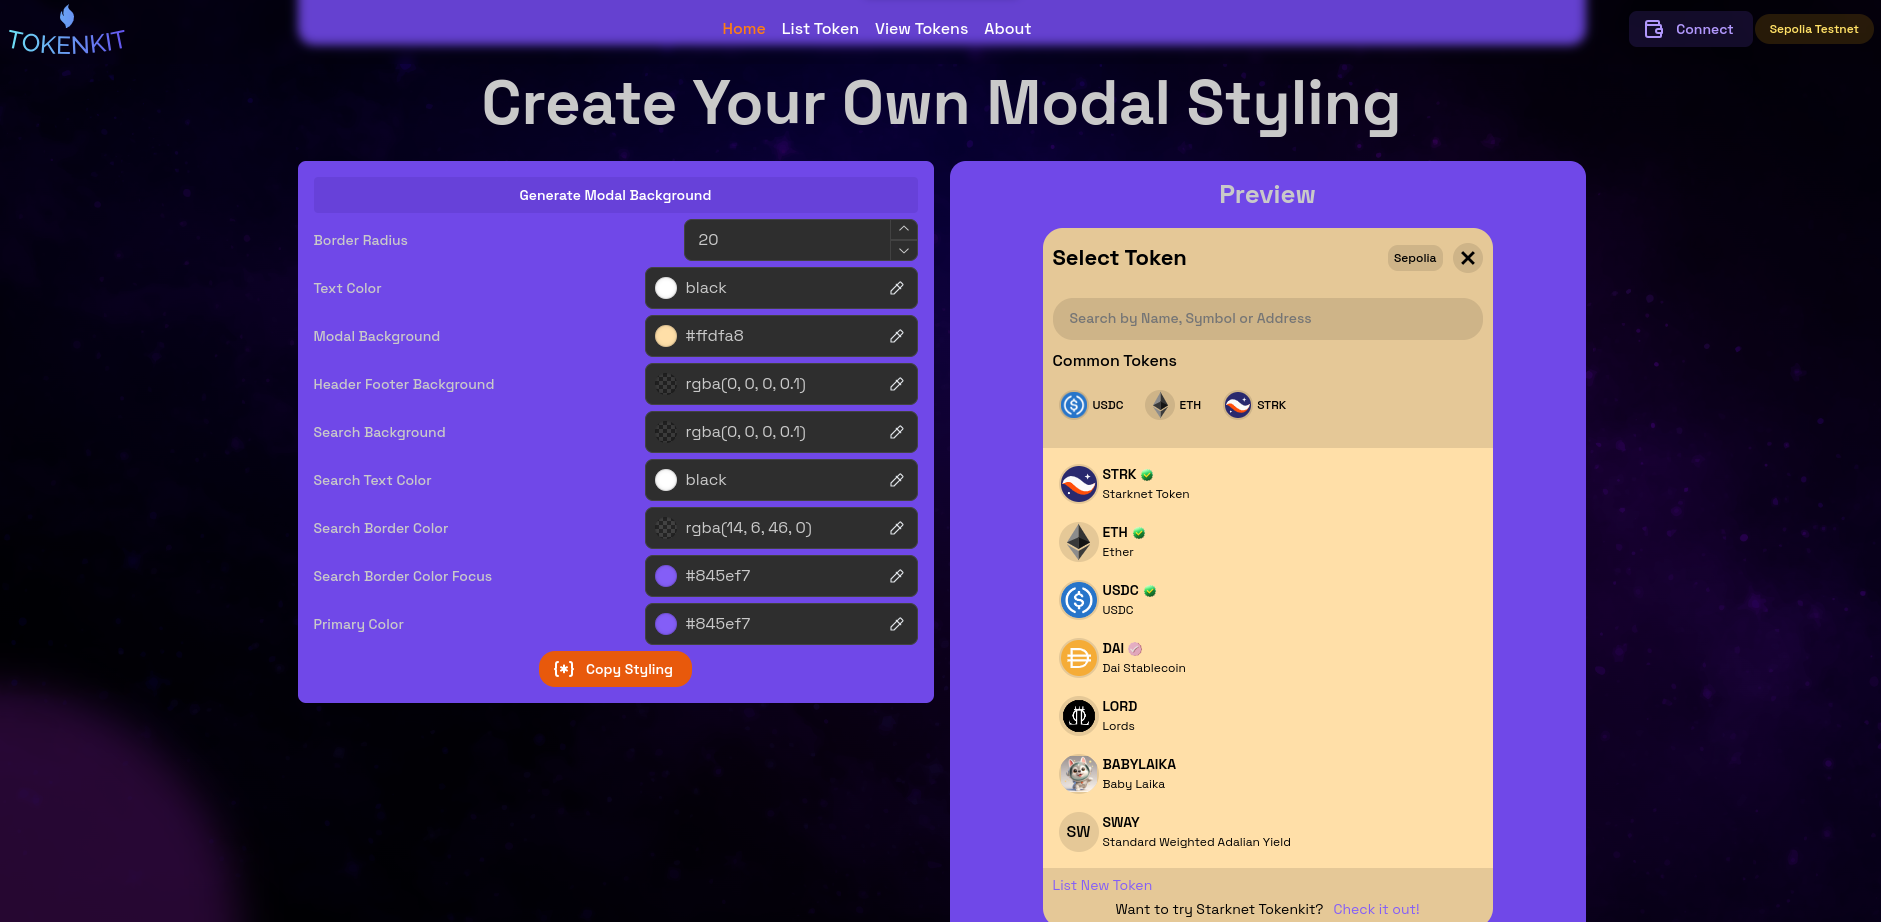 TOKENKIT
Home List Token View Tokens About
Connect
Sepolia Testnet
Create Your Own Modal Styling
Generate Modal Background
Border Radius 20
Text Color black
Modal Background #ffdfa8
Header Footer Background rgba(0, 0, 0, 0.1)
Search Background rgba(0, 0, 0, 0.1)
Search Text Color black
Search Border Color rgba(14, 6, 46, 0)
Search Border Color Focus #845ef7
Primary Color #845ef7
{*} Copy Styling
Preview
Select Token Sepolia
Search by Name, Symbol or Address
Common Tokens
USDC ETH STRK
STRK
Starknet Token
ETH
Ether
USDC
USDC
DAI
Dai Stablecoin
LORD
Lords
BABYLAIKA
Baby Laika
SW
SWAY
Standard Weighted Adalian Yield
List New Token
Want to try Starknet Tokenkit? Check it out!